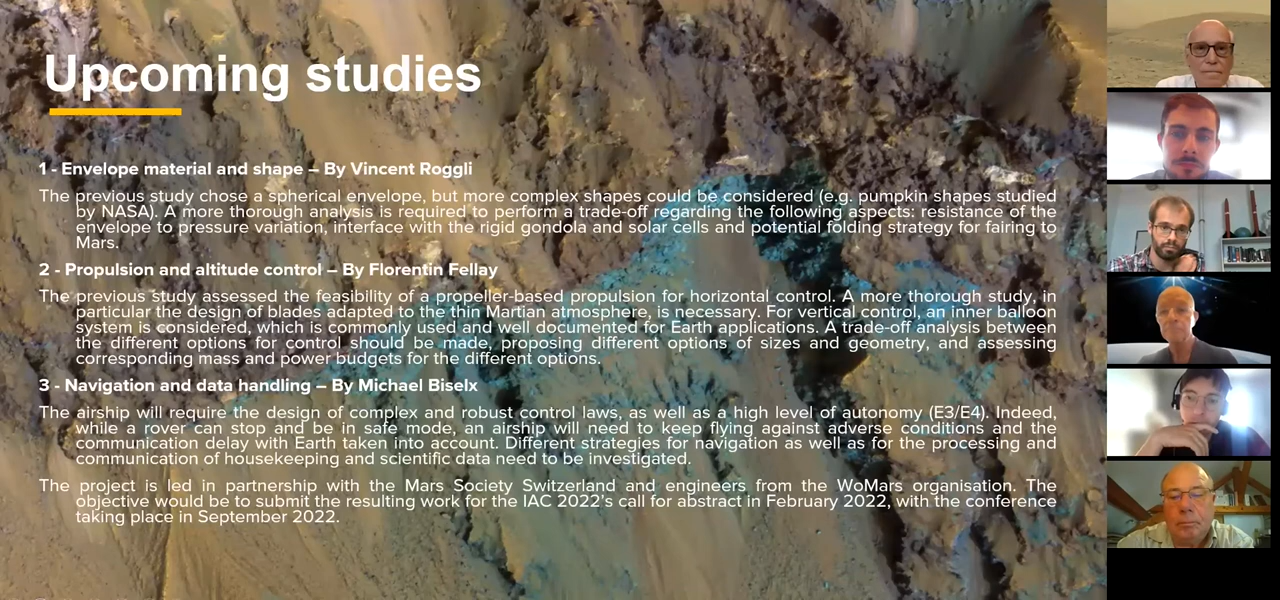 Upcoming studies
1 - Envelope material and shape – By Vincent Roggli
The previous study chose a spherical envelope, but more complex shapes could be considered (e.g. pumpkin shapes studied
by NASA). A more thorough analysis is required to perform a trade-off regarding the following aspects: resistance of the
envelope to pressure variation, interface with the rigid gondola and solar cells and potential folding strategy for fairing to
Mars.
2 - Propulsion and altitude control – By Florentin Fellay
The previous study assessed the feasibility of a propeller-based propulsion for horizontal control. A more thorough study, in
particular the design of blades adapted to the thin Martian atmosphere, is necessary. For vertical control, an inner balloon
system is considered, which is commonly used and well documented for Earth applications. A trade-off analysis between
the different options for control should be made, proposing different options of sizes and geometry, and assessing
corresponding mass and power budgets for the different options.
3 - Navigation and data handling – By Michael Biselx
The airship will require the design of complex and robust control laws, as well as a high level of autonomy (E3/E4). Indeed,
while a rover can stop and be in safe mode, an airship will need to keep flying against adverse conditions and the
communication delay with Earth taken into account. Different strategies for navigation as well as for the processing and
communication of housekeeping and scientific data need to be investigated.
The project is led in partnership with the Mars Society Switzerland and engineers from the WoMars organisation. The
objective would be to submit the resulting work for the IAC 2022's call for abstract in February 2022, with the conference
taking place in September 2022.